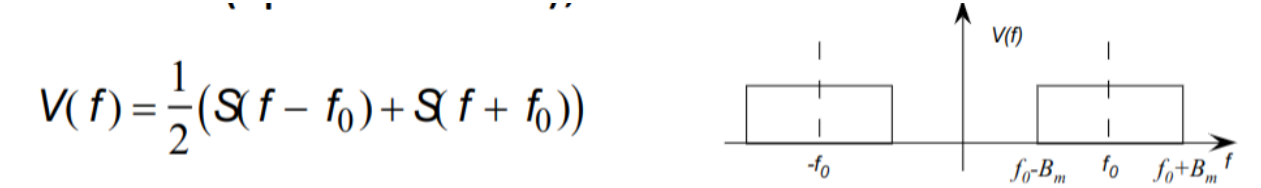 V(f) = 1/2 (S(f − f₀) + S(f + f₀))
V(f)
-f₀
f₀-Bₘ
f₀
f₀+Bₘ
f